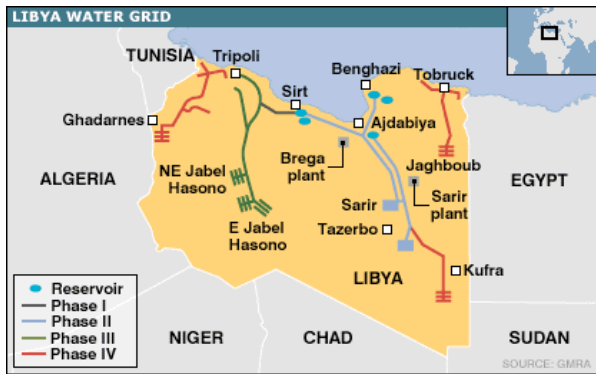 LIBYA WATER GRID
TUNISIA
Tripoli
Benghazi
Tobruck
Sirt
Ghadarnes
Ajdabiya
Brega
plant
Jaghboub
NE Jabel
Hasono
ALGERIA
EGYPT
Sarir
Sarir
plant
E Jabel
Hasono
Tazerbo
LIBYA
Kufra
Reservoir
Phase I
Phase II
Phase III
Phase IV
NIGER
CHAD
SUDAN
SOURCE: GMRA